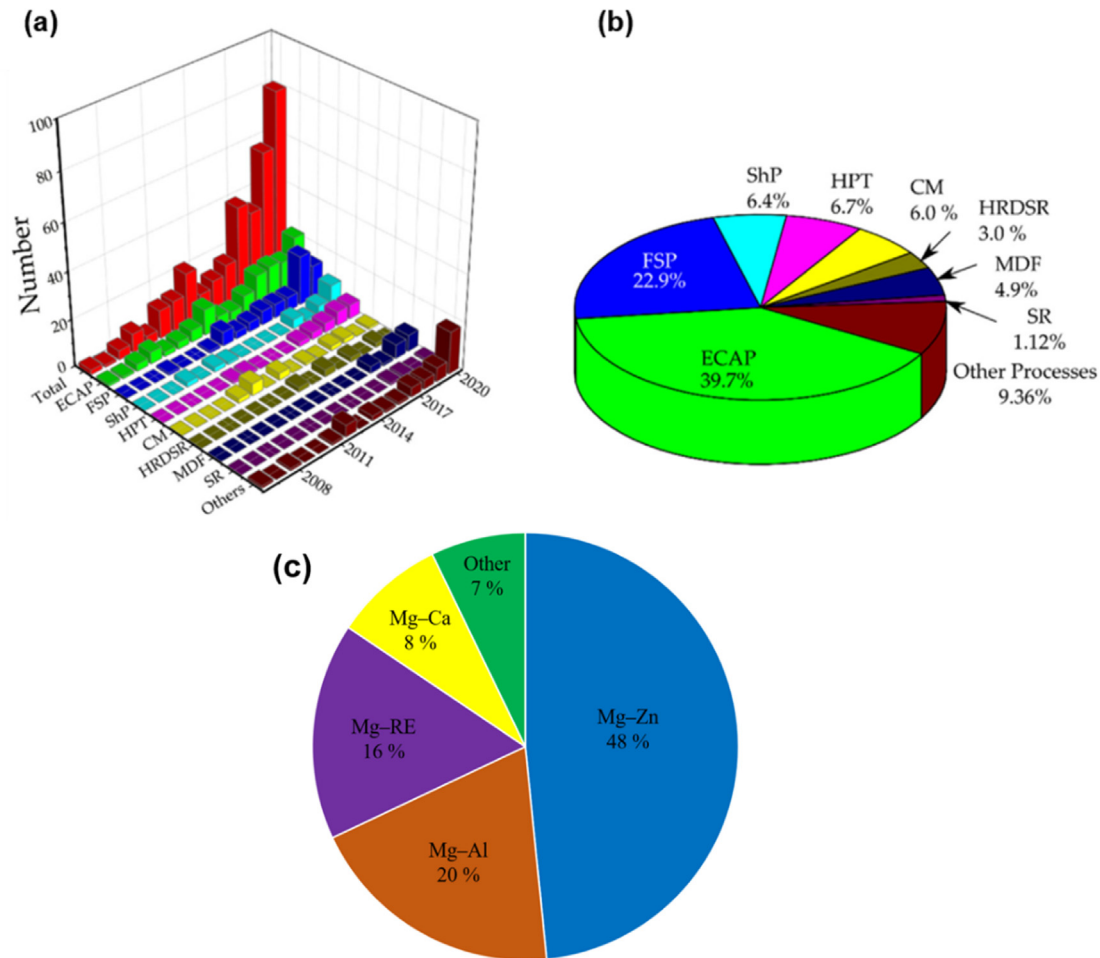 (a)
Number
100
80
60
40
20
0
Total
ECAP
FSP
ShP
HPT
CM
HRDSR
MDF
SR
Others
2008
2011
2014
2017
2020
(b)
ShP
6.4%
HPT
6.7%
CM
6.0 %
HRDSR
3.0 %
MDF
4.9%
SR
1.12%
Other Processes
9.36%
FSP
22.9%
ECAP
39.7%
(c)
Other
7 %
Mg–Ca
8 %
Mg–RE
16 %
Mg–Al
20 %
Mg–Zn
48 %